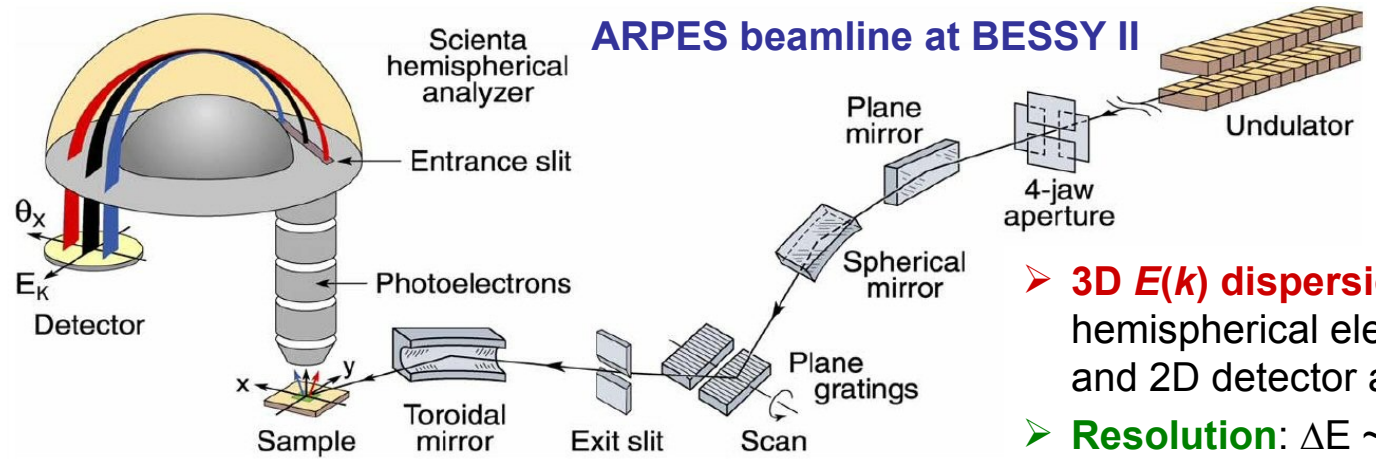 ARPES beamline at BESSY II
Scienta
hemispherical
analyzer
Entrance slit
θX
EK
Detector
Photoelectrons
x
y
Sample
Toroidal
mirror
Exit slit
Scan
Plane
gratings
Spherical
mirror
Plane
mirror
4-jaw
aperture
Undulator
➢ 3D E(k) dispersi
hemispherical ele
and 2D detector a
➢ Resolution: ΔE ~